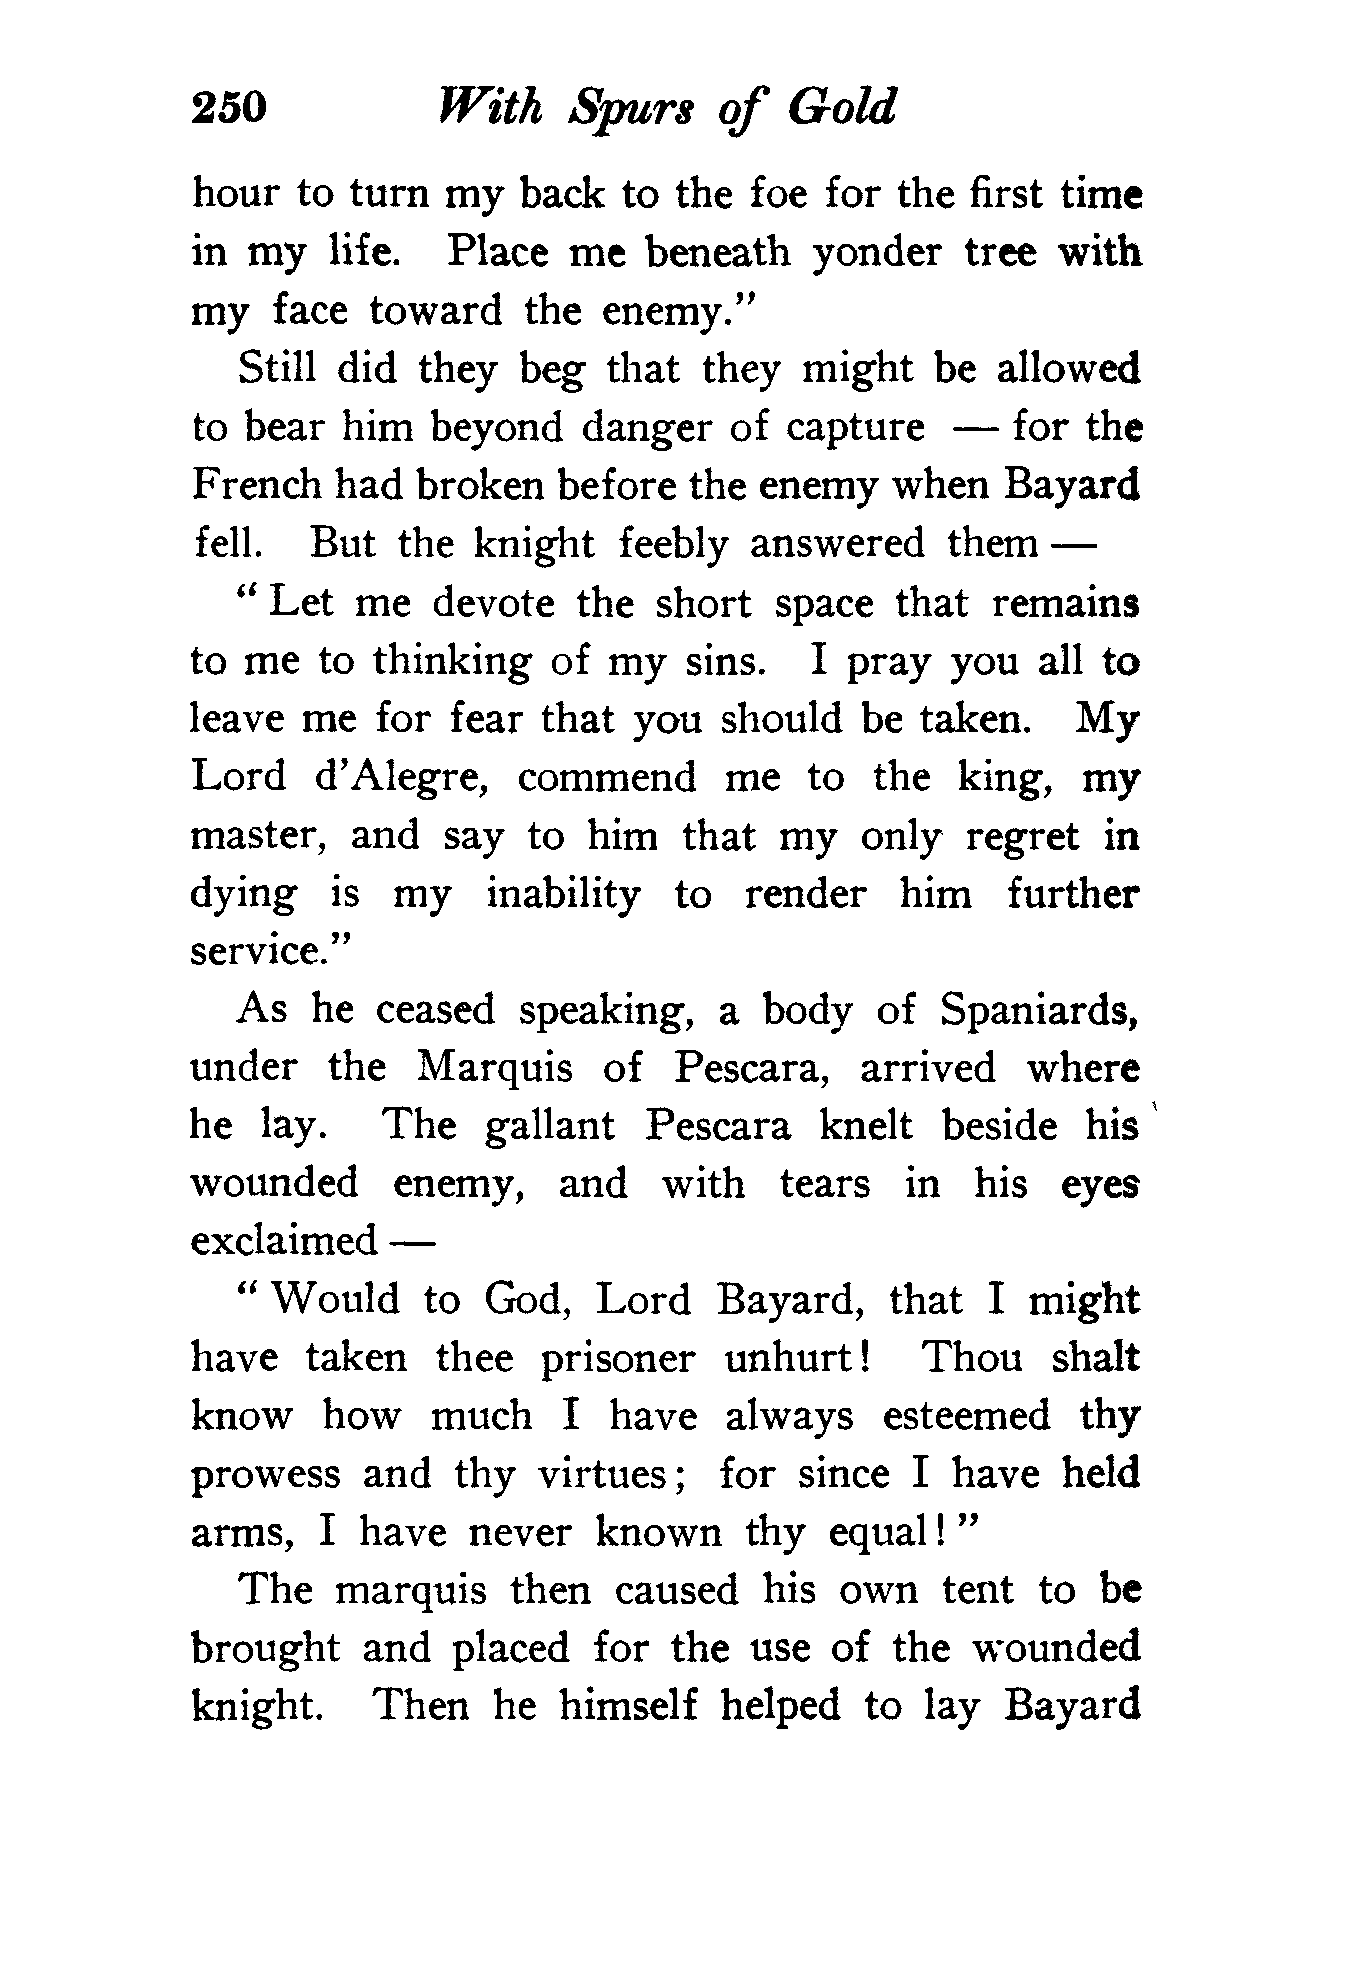 250 With Spurs of Gold
hour to turn my back to the foe for the first time
in my life. Place me beneath yonder tree with
my face toward the enemy.”
Still did they beg that they might be allowed
to bear him beyond danger of capture — for the
French had broken before the enemy when Bayard
fell. But the knight feebly answered them —
“ Let me devote the short space that remains
to me to thinking of my sins. I pray you all to
leave me for fear that you should be taken. My
Lord d’Alegre, commend me to the king, my
master, and say to him that my only regret in
dying is my inability to render him further
service.”
As he ceased speaking, a body of Spaniards,
under the Marquis of Pescara, arrived where
he lay. The gallant Pescara knelt beside his
wounded enemy, and with tears in his eyes
exclaimed —
“ Would to God, Lord Bayard, that I might
have taken thee prisoner unhurt! Thou shalt
know how much I have always esteemed thy
prowess and thy virtues; for since I have held
arms, I have never known thy equal! ”
The marquis then caused his own tent to be
brought and placed for the use of the wounded
knight. Then he himself helped to lay Bayard